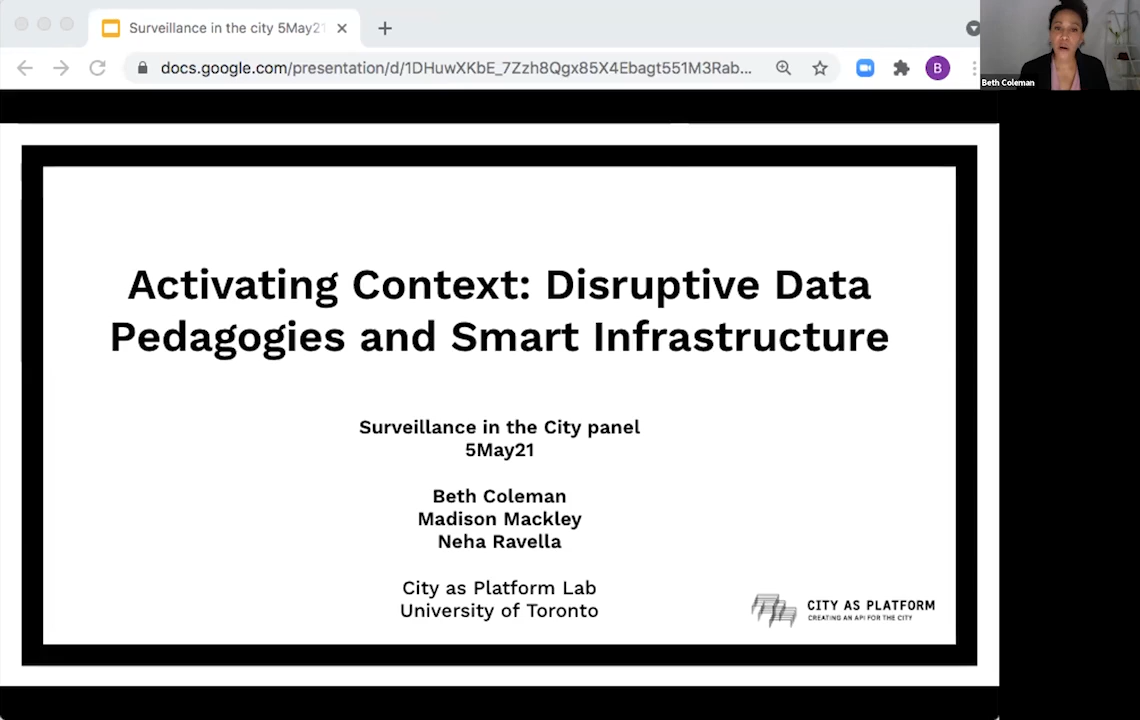 Surveillance in the city 5May21
docs.google.com/presentation/d/1DHuwXKbE_7Zzh8Qgx85X4Ebagt551M3Rab...
B
Beth Coleman
Activating Context: Disruptive Data
Pedagogies and Smart Infrastructure
Surveillance in the City panel
5May21
Beth Coleman
Madison Mackley
Neha Ravella
City as Platform Lab
University of Toronto
CITY AS PLATFORM
CREATING AN API FOR THE CITY